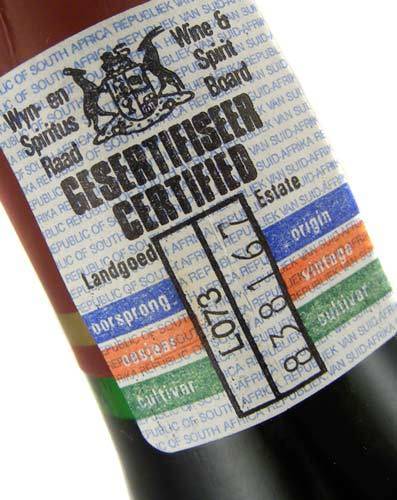 Wyn- en
Spiritus
Raad
Wine &
Spirit
Board
GESERTIFISEER
CERTIFIED
Landgoed
Estate
oorsprong
origin
oesjaar
vintage
cultivar
cultivar
L073
838167
REPUBLIC OF SOUTH AFRICA REPUBLIEK VAN SUID-AFRIKA